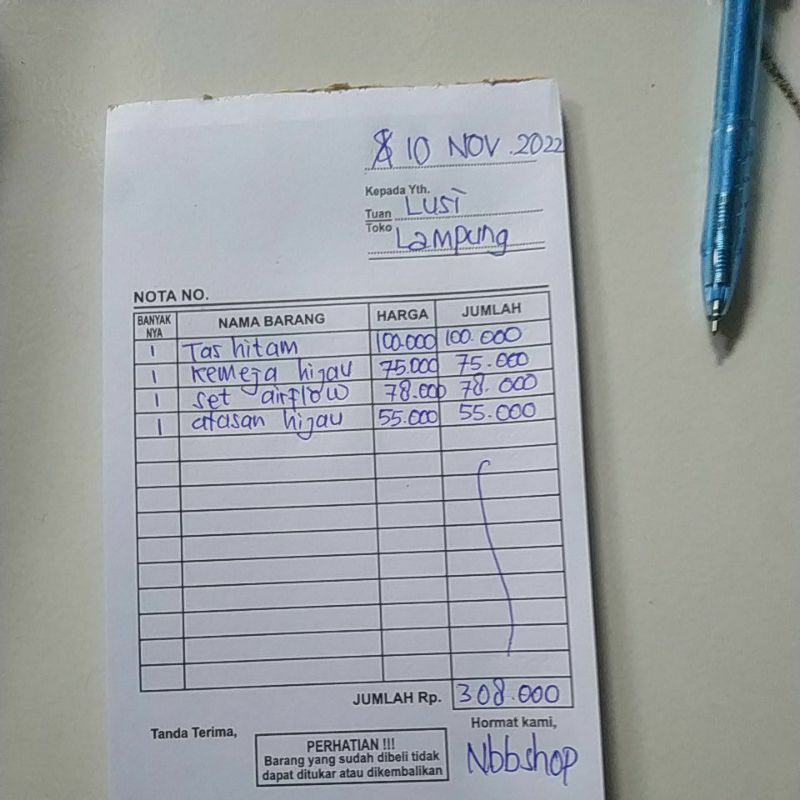 10 NOV . 2022
Kepada Yth.
Tuan Lusi
Toko Lampung
NOTA NO.
BANYAK NYA NAMA BARANG HARGA JUMLAH
1 Tas hitam 100.000 100.000
1 kemeja hijau 75.000 75.000
1 set airflow 78.000 78.000
1 atasan hijau 55.000 55.000
JUMLAH Rp. 308.000
Tanda Terima, Hormat kami,
PERHATIAN !!!
Barang yang sudah dibeli tidak
dapat ditukar atau dikembalikan
Nbbshop